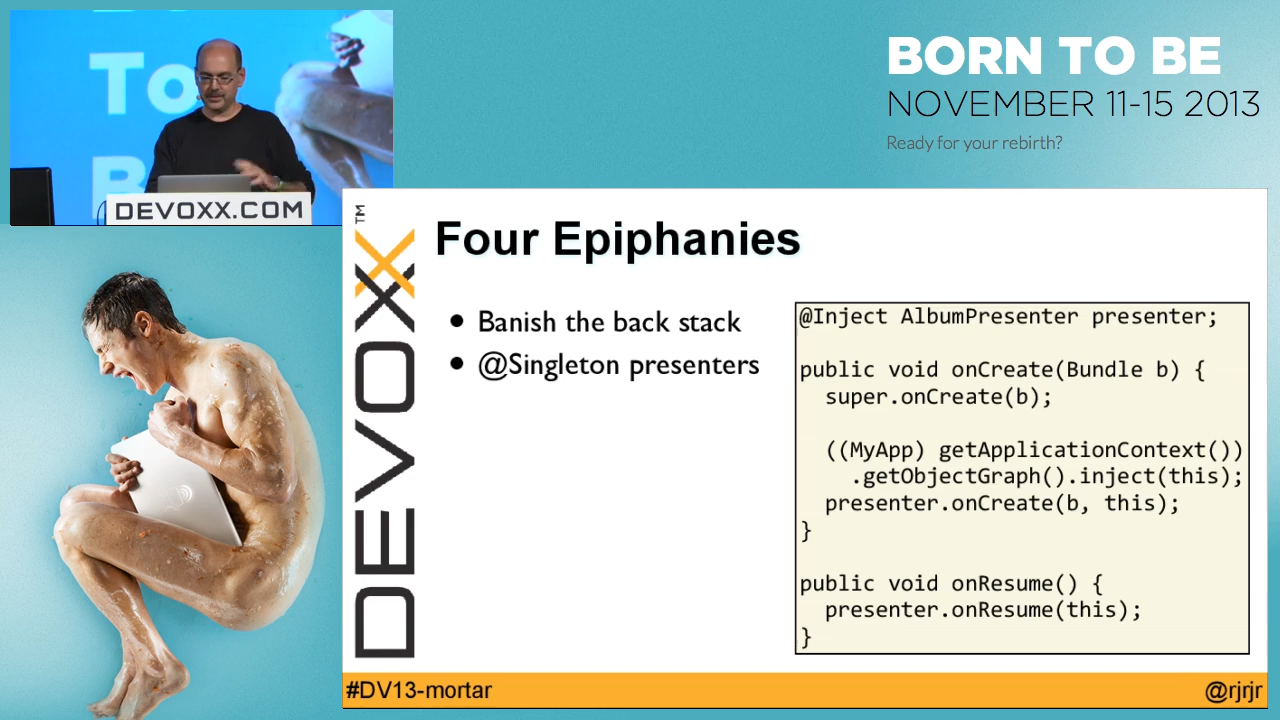 To
B
DEVOXX.COM
BORN TO BE
NOVEMBER 11-15 2013
Ready for your rebirth?
DEVOXX™
Four Epiphanies
• Banish the back stack
• @Singleton presenters
@Inject AlbumPresenter presenter;
public void onCreate(Bundle b) {
super.onCreate(b);
((MyApp) getApplicationContext())
.getObjectGraph().inject(this);
presenter.onCreate(b, this);
}
public void onResume() {
presenter.onResume(this);
}
#DV13-mortar
@rjrjr